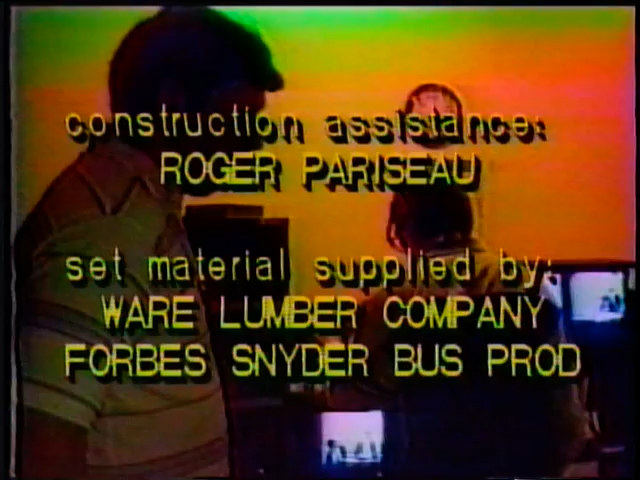 construction assistance:
ROGER PARISEAU
set material supplied by:
WARE LUMBER COMPANY
FORBES SNYDER BUS PROD